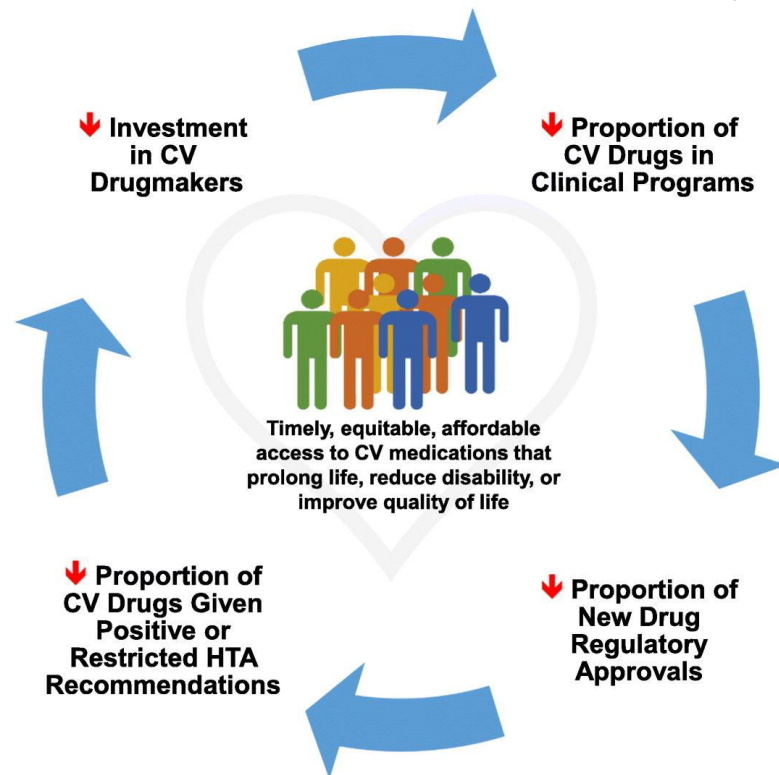 ↓ Investment
in CV
Drugmakers
↓ Proportion of
CV Drugs in
Clinical Programs
Timely, equitable, affordable
access to CV medications that
prolong life, reduce disability, or
improve quality of life
↓ Proportion of
CV Drugs Given
Positive or
Restricted HTA
Recommendations
↓ Proportion of
New Drug
Regulatory
Approvals